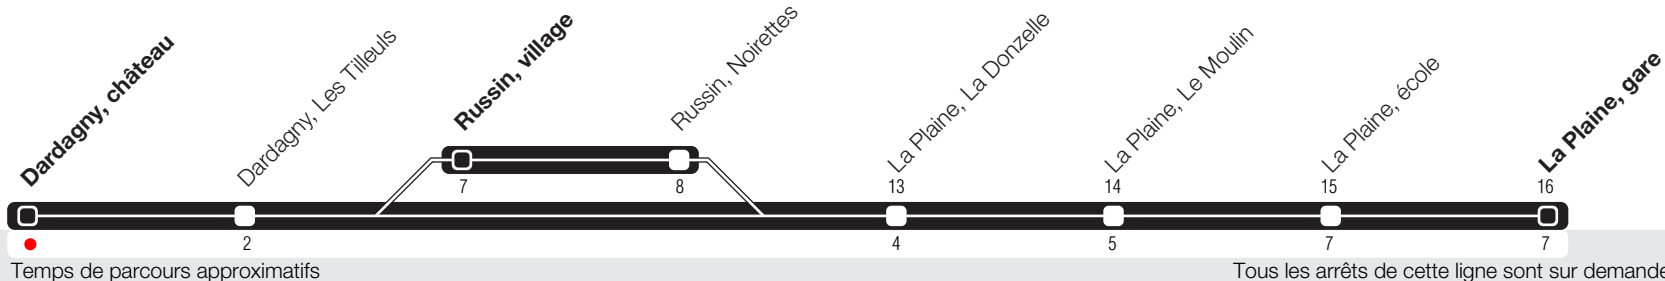 Dardagny, château
Dardagny, Les Tilleuls
Russin, village
Russin, Noirettes
La Plaine, La Donzelle
La Plaine, Le Moulin
La Plaine, école
La Plaine, gare
7 8 13 14 15 16
2 4 5 7 7
Temps de parcours approximatifs
Tous les arrêts de cette ligne sont sur demande